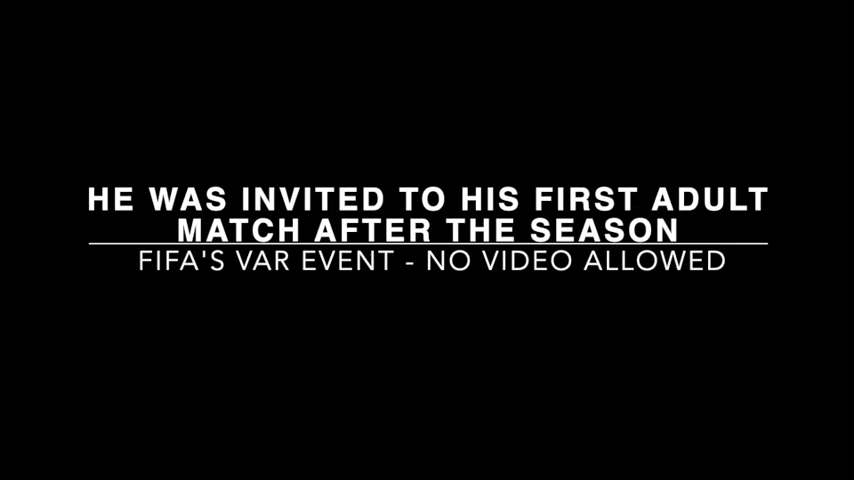 HE WAS INVITED TO HIS FIRST ADULT
MATCH AFTER THE SEASON
FIFA'S VAR EVENT - NO VIDEO ALLOWED